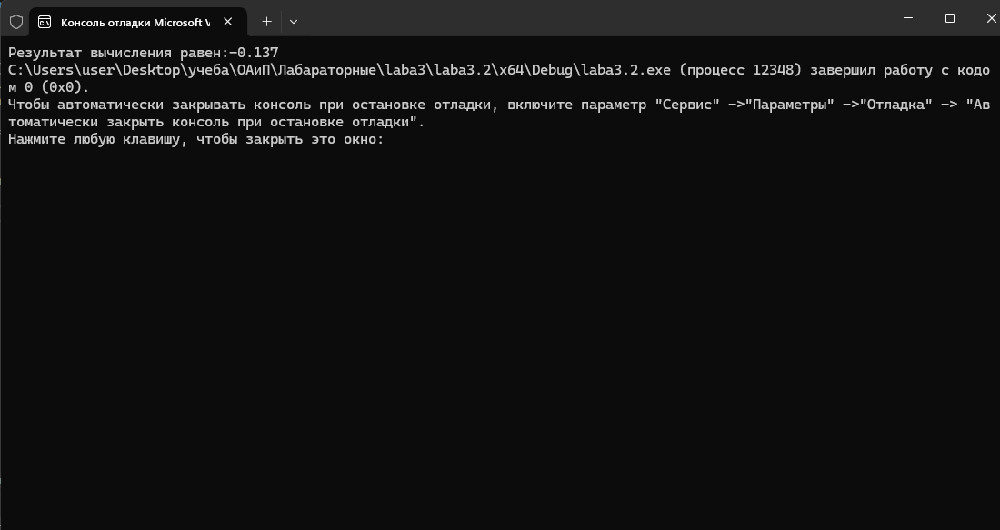 Консоль отладки Microsoft V
Результат вычисления равен:-0.137
C:\Users\user\Desktop\учеба\ОАиП\Лабараторные\laba3\laba3.2\x64\Debug\laba3.2.exe (процесс 12348) завершил работу с кодо
м 0 (0x0).
Чтобы автоматически закрывать консоль при остановке отладки, включите параметр "Сервис" ->"Параметры" ->"Отладка" -> "Ав
томатически закрыть консоль при остановке отладки".
Нажмите любую клавишу, чтобы закрыть это окно: